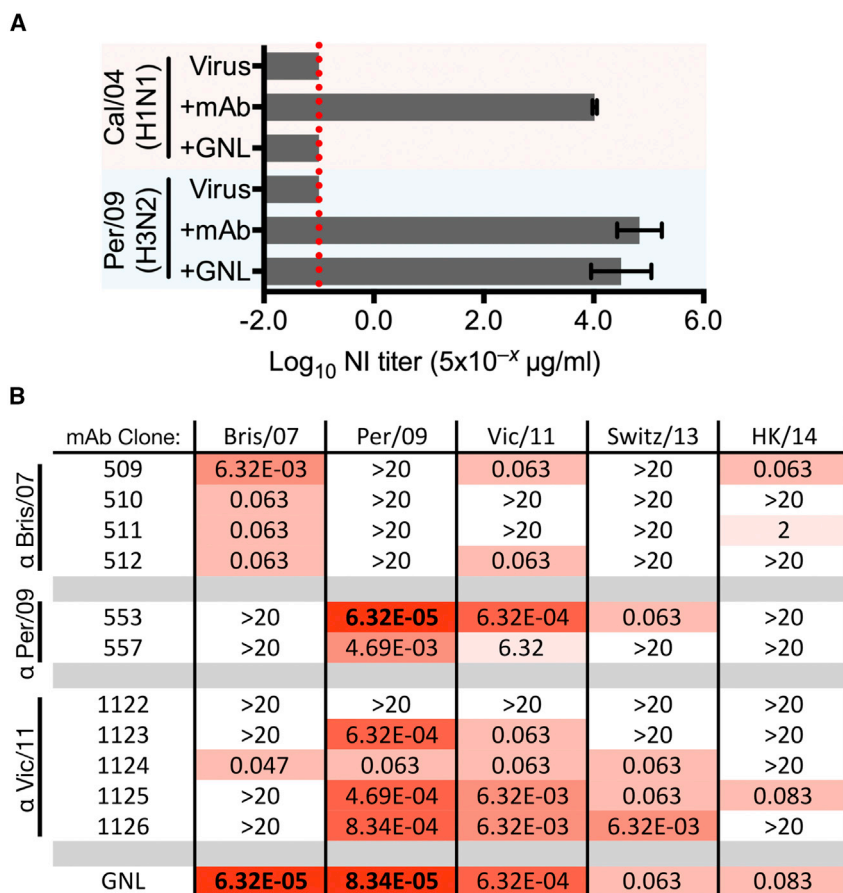 A
Cal/04
(H1N1)
Virus
+mAb
+GNL
Per/09
(H3N2)
Virus
+mAb
+GNL
-2.0 0.0 2.0 4.0 6.0
Log₁₀ NI titer (5x10⁻ˣ µg/ml)
B
mAb Clone: Bris/07 Per/09 Vic/11 Switz/13 HK/14
α Bris/07
509 6.32E-03 >20 0.063 >20 0.063
510 0.063 >20 >20 >20 >20
511 0.063 >20 >20 >20 2
512 0.063 >20 0.063 >20 >20
α Per/09
553 >20 6.32E-05 6.32E-04 0.063 >20
557 >20 4.69E-03 6.32 >20 >20
α Vic/11
1122 >20 >20 >20 >20 >20
1123 >20 6.32E-04 0.063 >20 >20
1124 0.047 0.063 0.063 0.063 >20
1125 >20 4.69E-04 6.32E-03 0.063 0.083
1126 >20 8.34E-04 6.32E-03 6.32E-03 >20
GNL 6.32E-05 8.34E-05 6.32E-04 0.063 0.083